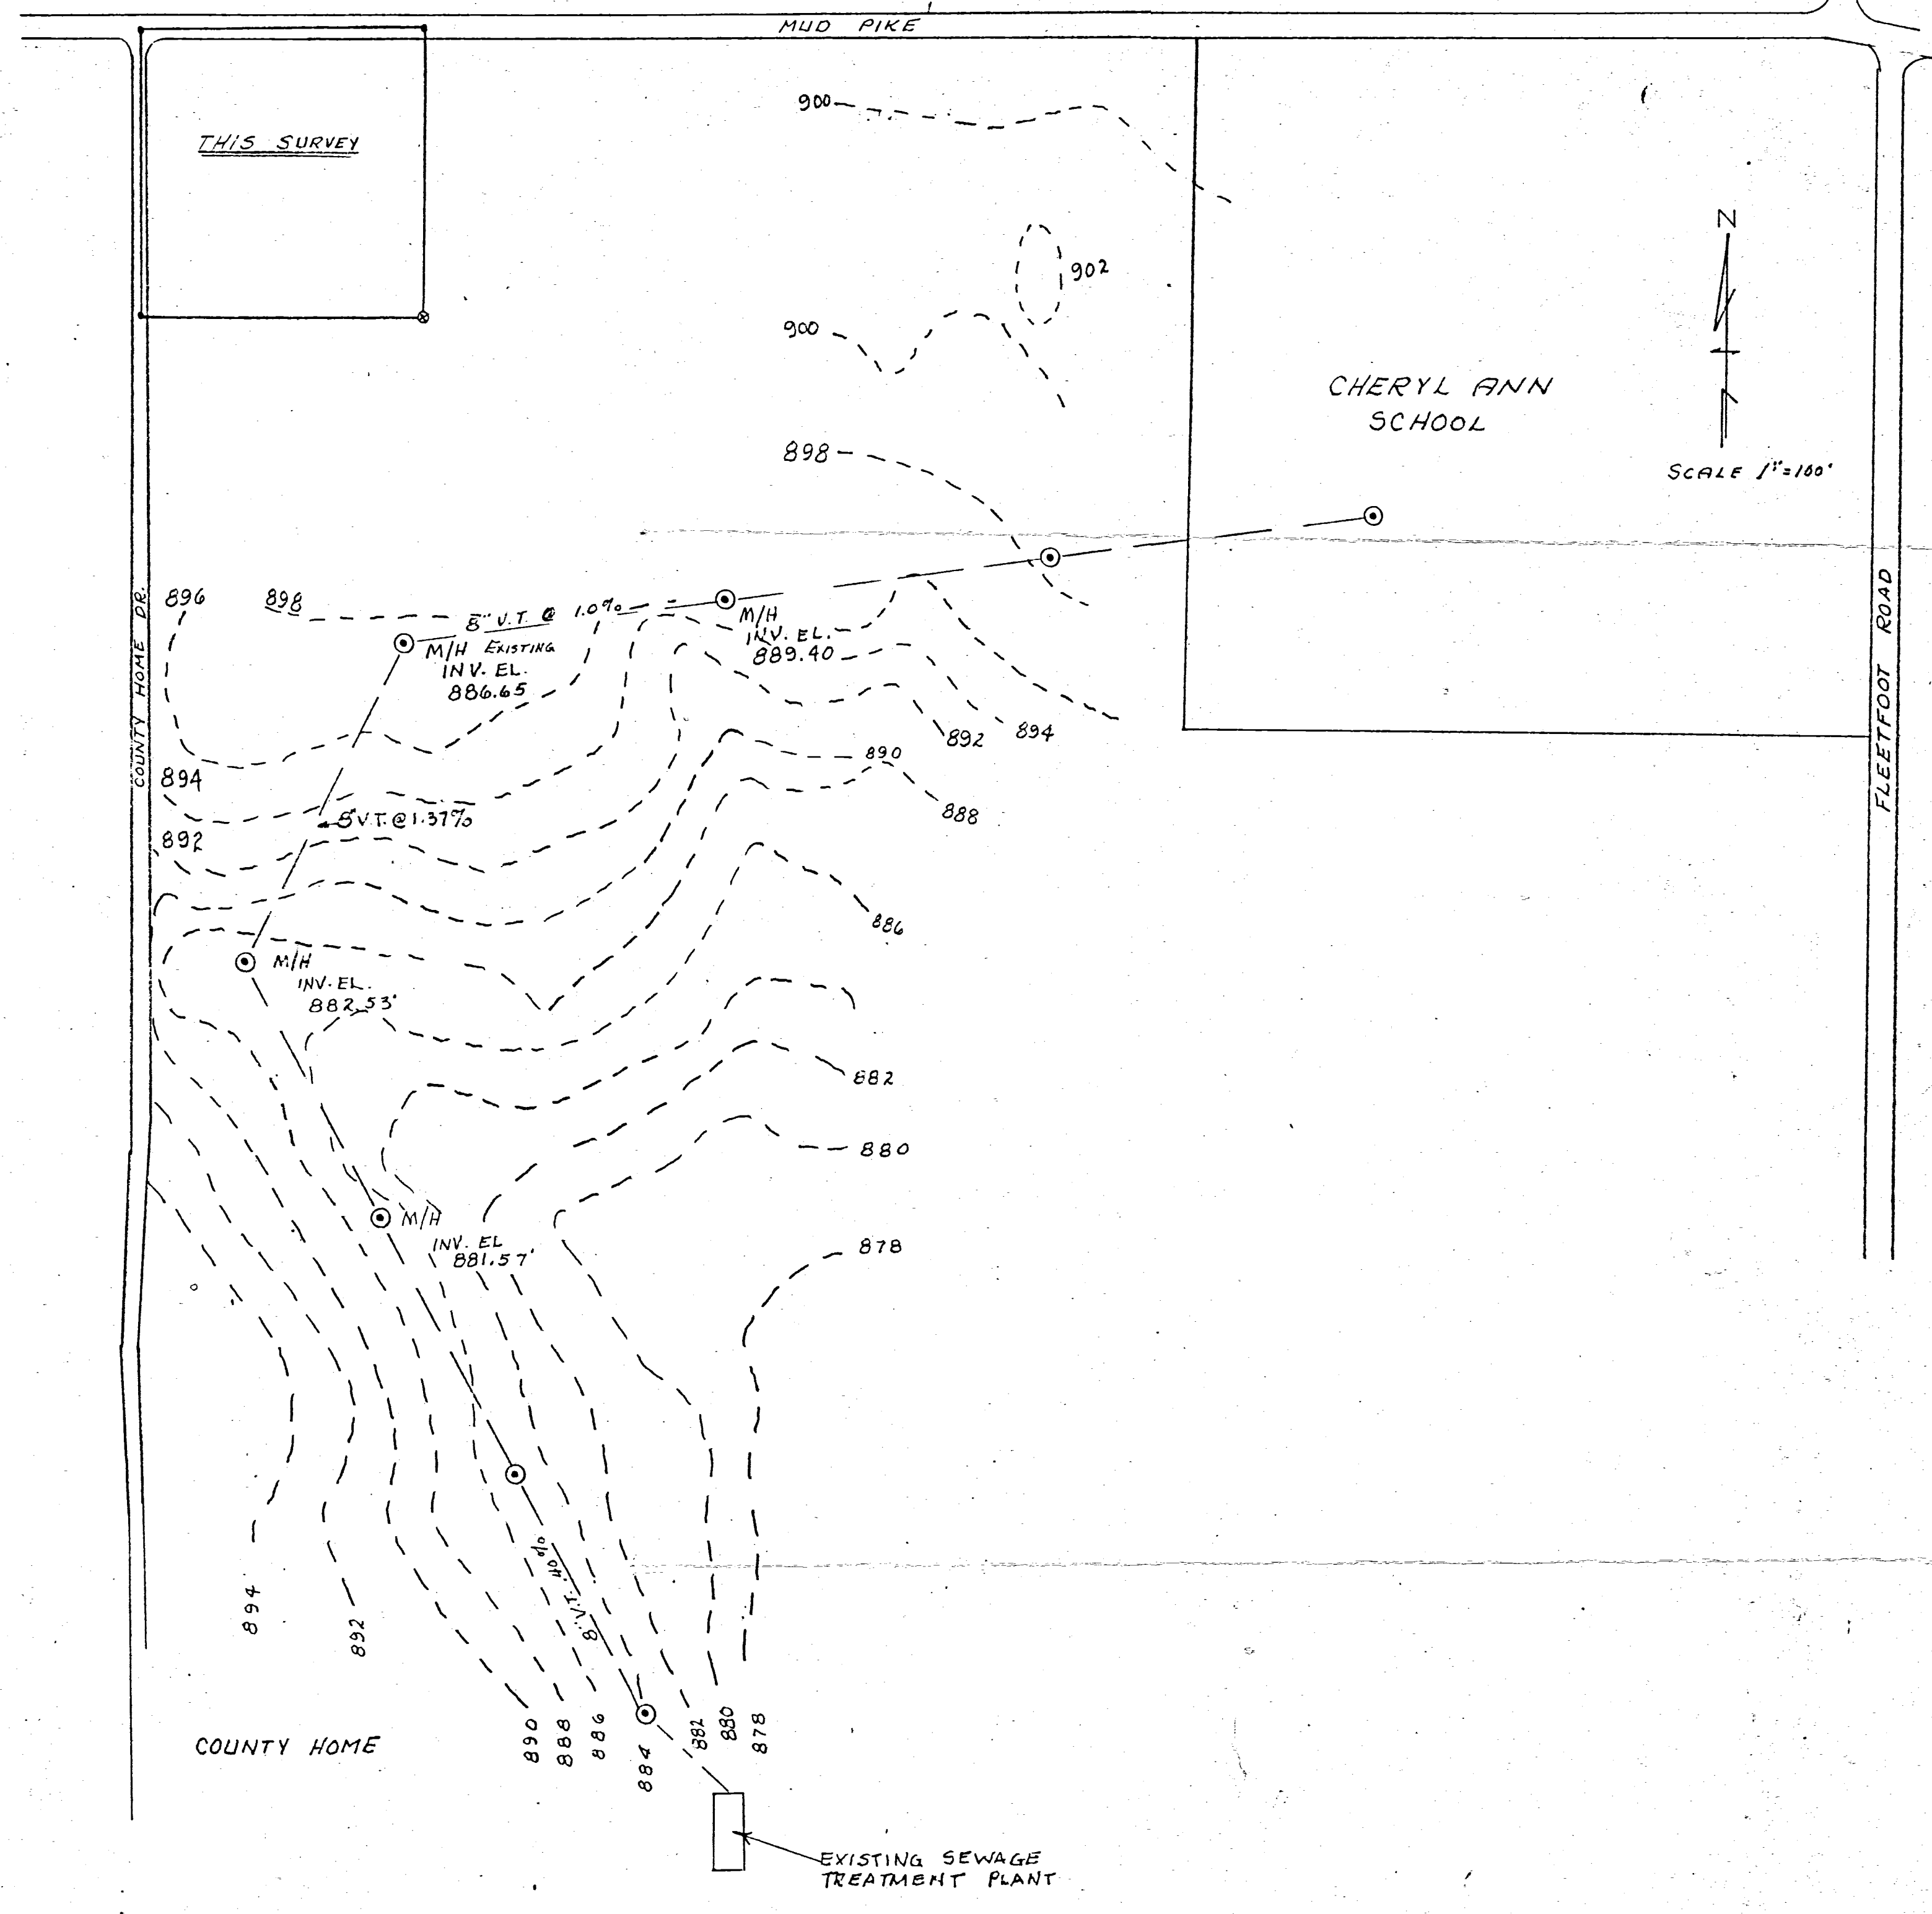 MUD PIKE
THIS SURVEY
900
902
900
N
CHERYL ANN
SCHOOL
898
SCALE 1"=100'
COUNTY HOME DR.
FLEETFOOT ROAD
896
898
8" V.T. @ 1.0%
M/H
INV. EL.
889.40
M/H EXISTING
INV. EL.
886.65
892
894
890
894
888
8" V.T. @ 1.37%
892
886
M/H
INV. EL.
882.53'
882
880
M/H
INV. EL
881.57'
878
8" V.T. .40%
894
892
890
888
886
884
882
880
878
COUNTY HOME
EXISTING SEWAGE
TREATMENT PLANT